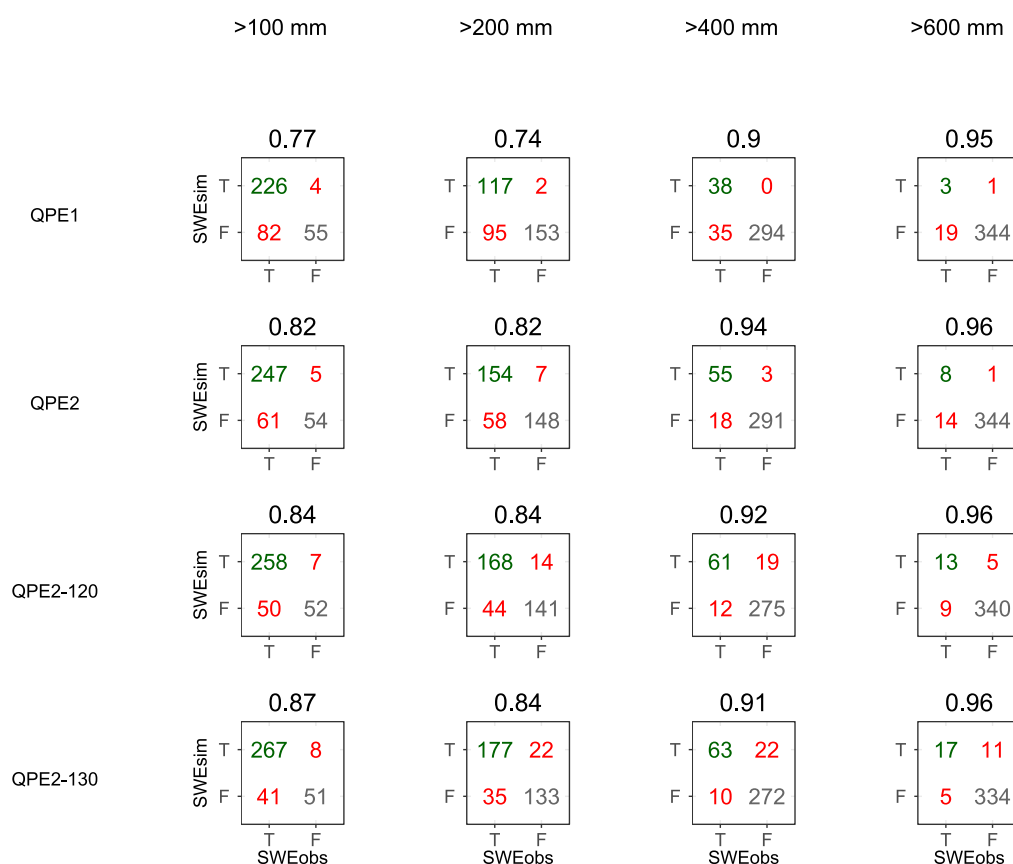 >100 mm >200 mm >400 mm >600 mm
0.77 0.74 0.9 0.95
T 226 4 T 117 2 T 38 0 T 3 1
QPE1 SWEsim
F 82 55 F 95 153 F 35 294 F 19 344
T F T F T F T F
0.82 0.82 0.94 0.96
T 247 5 T 154 7 T 55 3 T 8 1
QPE2 SWEsim
F 61 54 F 58 148 F 18 291 F 14 344
T F T F T F T F
0.84 0.84 0.92 0.96
T 258 7 T 168 14 T 61 19 T 13 5
QPE2-120 SWEsim
F 50 52 F 44 141 F 12 275 F 9 340
T F T F T F T F
0.87 0.84 0.91 0.96
T 267 8 T 177 22 T 63 22 T 17 11
QPE2-130 SWEsim
F 41 51 F 35 133 F 10 272 F 5 334
T F T F T F T F
SWEobs SWEobs SWEobs SWEobs